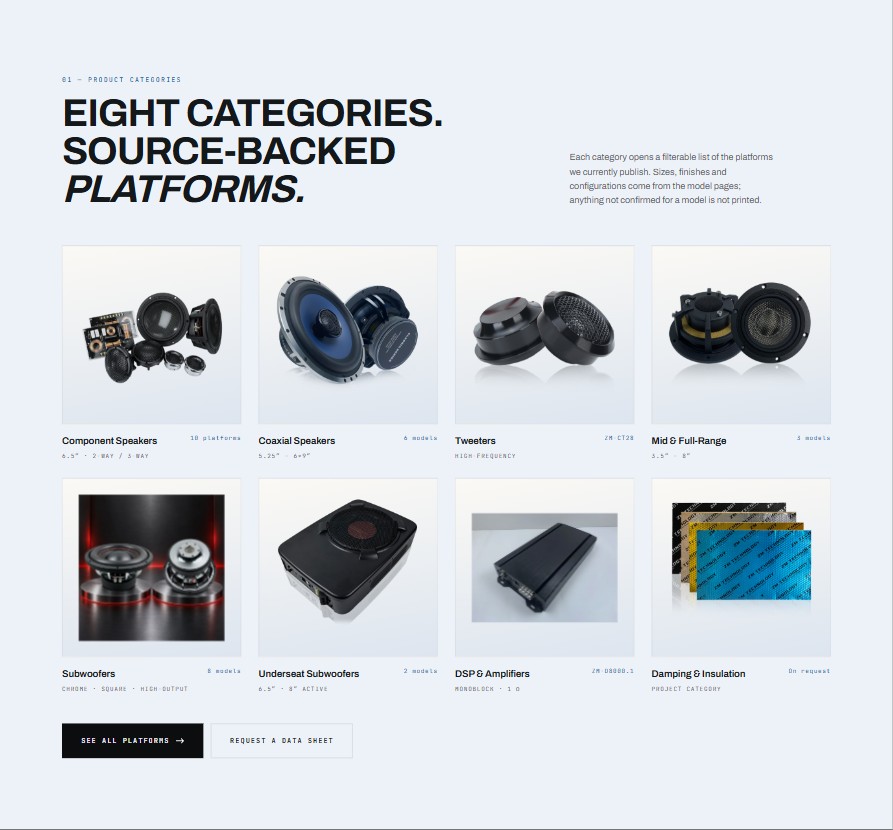 01 — PRODUCT CATEGORIES
EIGHT CATEGORIES.
SOURCE-BACKED
PLATFORMS.
Each category opens a filterable list of the platforms
we currently publish. Sizes, finishes and
configurations come from the model pages;
anything not confirmed for a model is not printed.
Component Speakers
10 platforms
6.5" · 2-WAY / 3-WAY
Coaxial Speakers
6 models
5.25" – 6×9"
Tweeters
ZM-CT28
HIGH-FREQUENCY
Mid & Full-Range
3 models
3.5" – 8"
ZM TECHNOLOGY
Subwoofers
8 models
CHROME · SQUARE · HIGH-OUTPUT
Underseat Subwoofers
2 models
6.5" · 8" ACTIVE
DSP & Amplifiers
MONOBLOCK · 1 Ω
Damping & Insulation
On request
PROJECT CATEGORY
SEE ALL PLATFORMS →
REQUEST A DATA SHEET